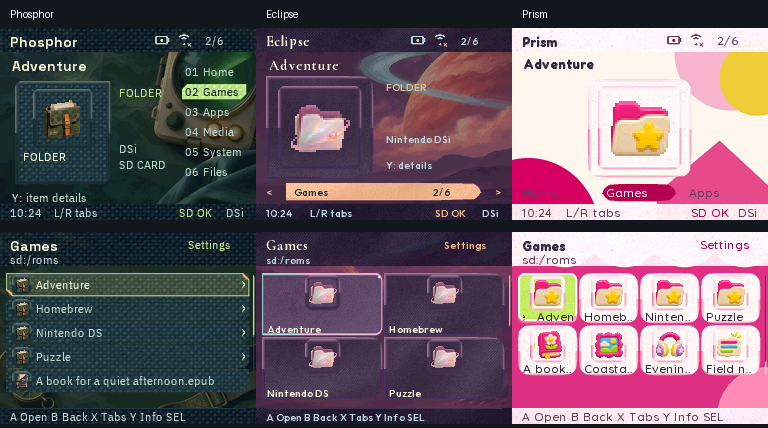 Phosphor
Eclipse
Prism
Phosphor 2/6
Adventure
FOLDER
FOLDER
DSi
SD CARD
01 Home
02 Games
03 Apps
04 Media
05 System
06 Files
Y: item details
10:24 L/R tabs SD OK DSi
Eclipse 2/6
Adventure
FOLDER
Nintendo DSi
Y: details
< Games 2/6 >
10:24 L/R tabs SD OK DSi
Prism 2/6
Adventure
Home Games Apps
10:24 L/R tabs SD OK DSi
Games Settings
sd:/roms
Adventure ›
Homebrew ›
Nintendo DS ›
Puzzle ›
A book for a quiet afternoon.epub
A Open B Back X Tabs Y Info SEL
Games Settings
sd:/roms
Adventure Homebrew
Nintendo DS Puzzle
A Open B Back X Tabs Y Info SEL
Games Settings
sd:/roms
Adven Homeb.. Ninten.. Puzzle
A book.. Coasta.. Evenin.. Field n..
A Open B Back X Tabs Y Info SEL